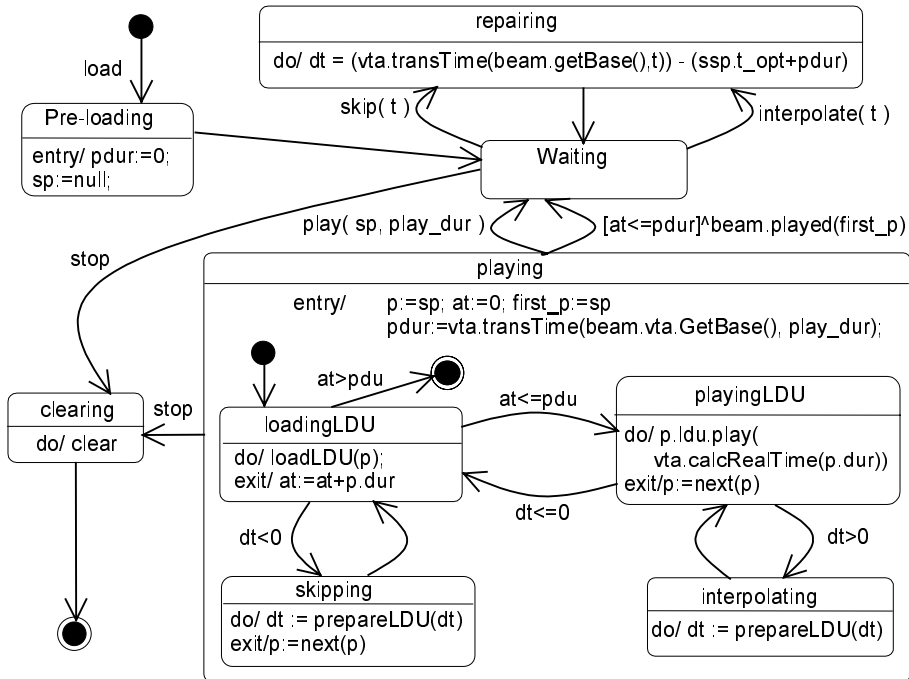 repairing
do/ dt = (vta.transTime(beam.getBase(),t)) - (ssp.t_opt+pdur)
load
skip( t )
interpolate( t )
Pre-loading
entry/ pdur:=0;
sp:=null;
Waiting
play( sp, play_dur )
[at<=pdur]^beam.played(first_p)
stop
playing
entry/ p:=sp; at:=0; first_p:=sp
pdur:=vta.transTime(beam.vta.GetBase(), play_dur);
at>pdu
at<=pdu
clearing
do/ clear
stop
loadingLDU
do/ loadLDU(p);
exit/ at:=at+p.dur
playingLDU
do/ p.ldu.play(
vta.calcRealTime(p.dur))
exit/p:=next(p)
dt<=0
dt<0
dt>0
skipping
do/ dt := prepareLDU(dt)
exit/p:=next(p)
interpolating
do/ dt := prepareLDU(dt)